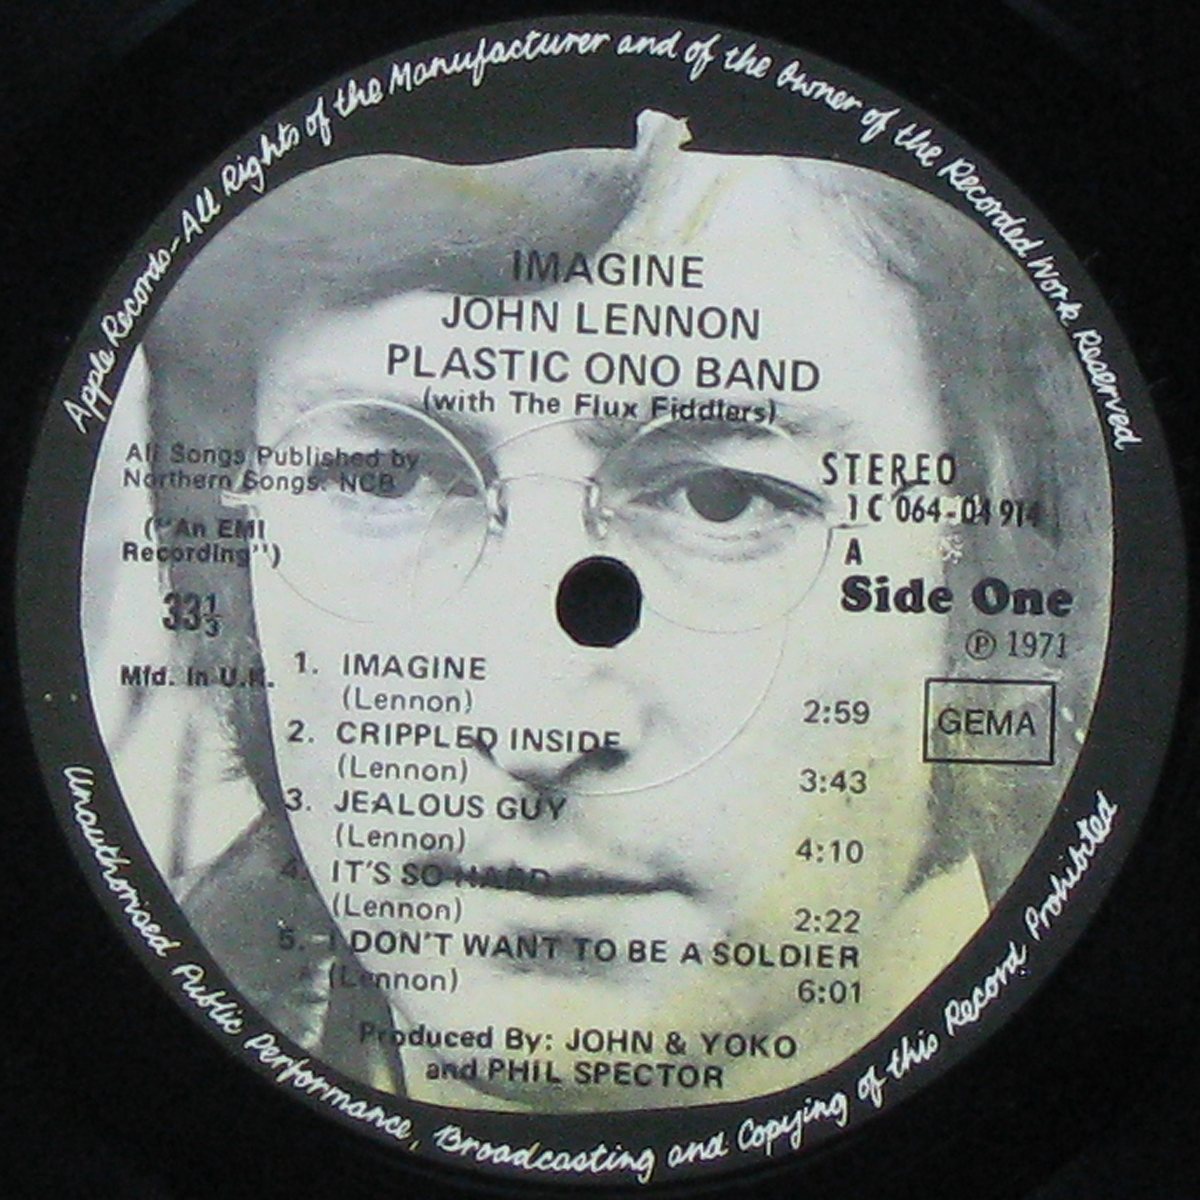 Apple Records-All Rights of the Manufacturer and of the Owner of the Recorded Work Reserved
IMAGINE
JOHN LENNON
PLASTIC ONO BAND
(with The Flux Fiddlers)
All Songs Published by
Northern Songs. NCB
("An EMI
Recording")
33⅓
Mfd. In U.K.
STEREO
1C 064-04 914
A
Side One
Ⓟ 1971
GEMA
1. IMAGINE
(Lennon) 2:59
2. CRIPPLED INSIDE
(Lennon) 3:43
3. JEALOUS GUY
(Lennon) 4:10
4. IT'S SO HARD
(Lennon) 2:22
5. I DON'T WANT TO BE A SOLDIER
(Lennon) 6:01
Produced By: JOHN & YOKO
and PHIL SPECTOR
Unauthorised Public Performance, Broadcasting and Copying of this Record Prohibited